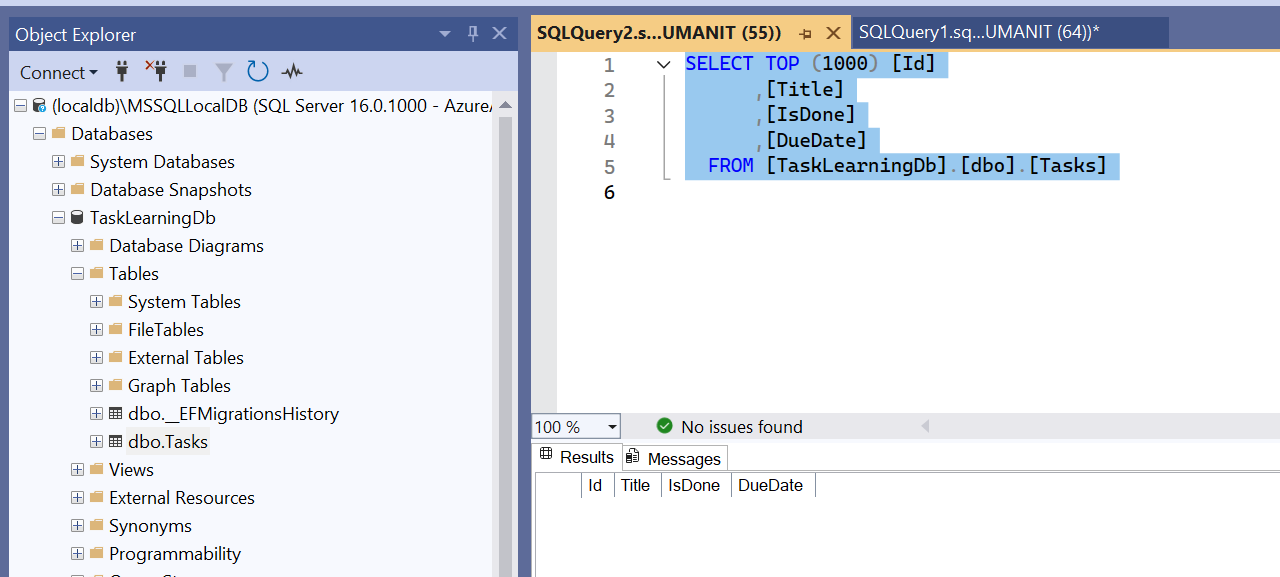 Object Explorer
Connect
(localdb)\MSSQLLocalDB (SQL Server 16.0.1000 - Azure
Databases
System Databases
Database Snapshots
TaskLearningDb
Database Diagrams
Tables
System Tables
FileTables
External Tables
Graph Tables
dbo.__EFMigrationsHistory
dbo.Tasks
Views
External Resources
Synonyms
Programmability
SQLQuery2.s...UMANIT (55))
SQLQuery1.sq...UMANIT (64))*
1 SELECT TOP (1000) [Id]
2 ,[Title]
3 ,[IsDone]
4 ,[DueDate]
5 FROM [TaskLearningDb].[dbo].[Tasks]
6
100 % No issues found
Results Messages
Id Title IsDone DueDate